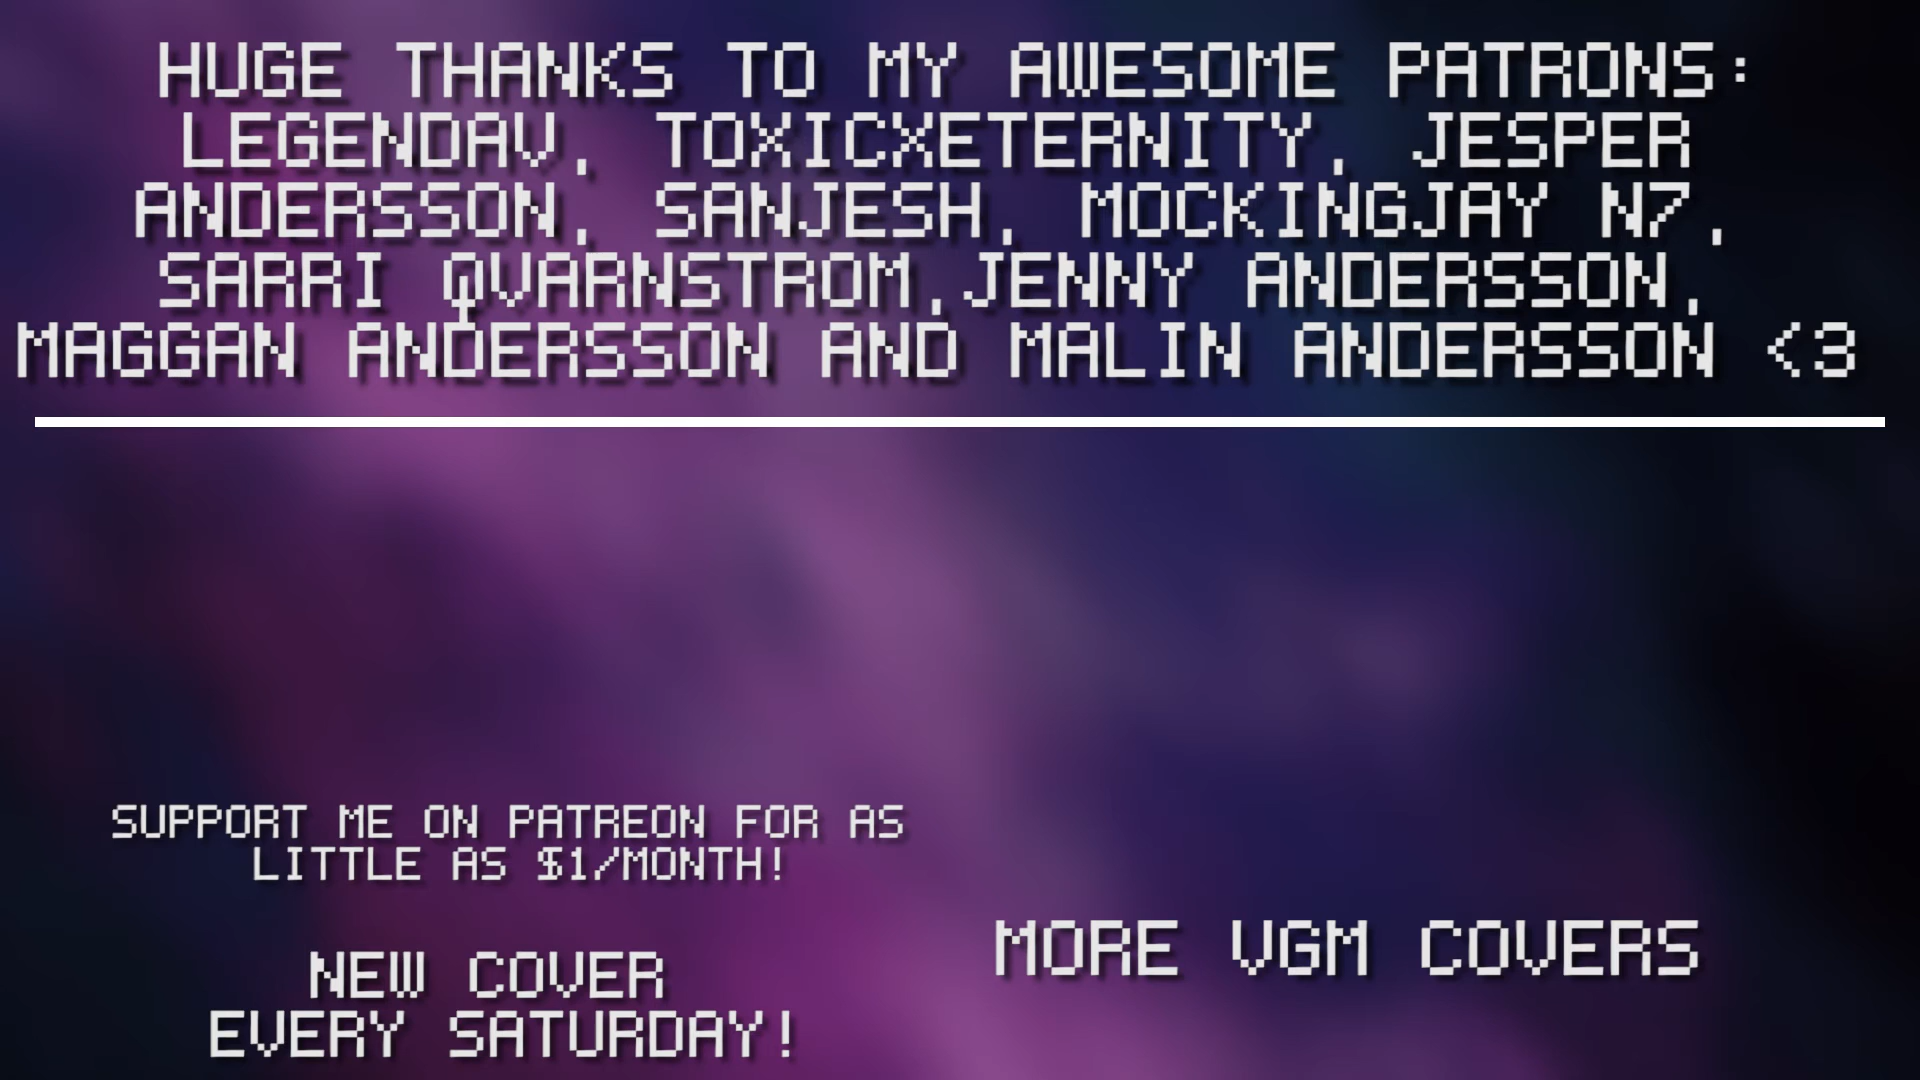 HUGE THANKS TO MY AWESOME PATRONS:
LEGENDAV, TOXICXETERNITY, JESPER
ANDERSSON, SANJESH, MOCKINGJAY N7,
SARRI QVARNSTROM,JENNY ANDERSSON,
MAGGAN ANDERSSON AND MALIN ANDERSSON <3
SUPPORT ME ON PATREON FOR AS
LITTLE AS $1/MONTH!
NEW COVER
EVERY SATURDAY!
MORE VGM COVERS